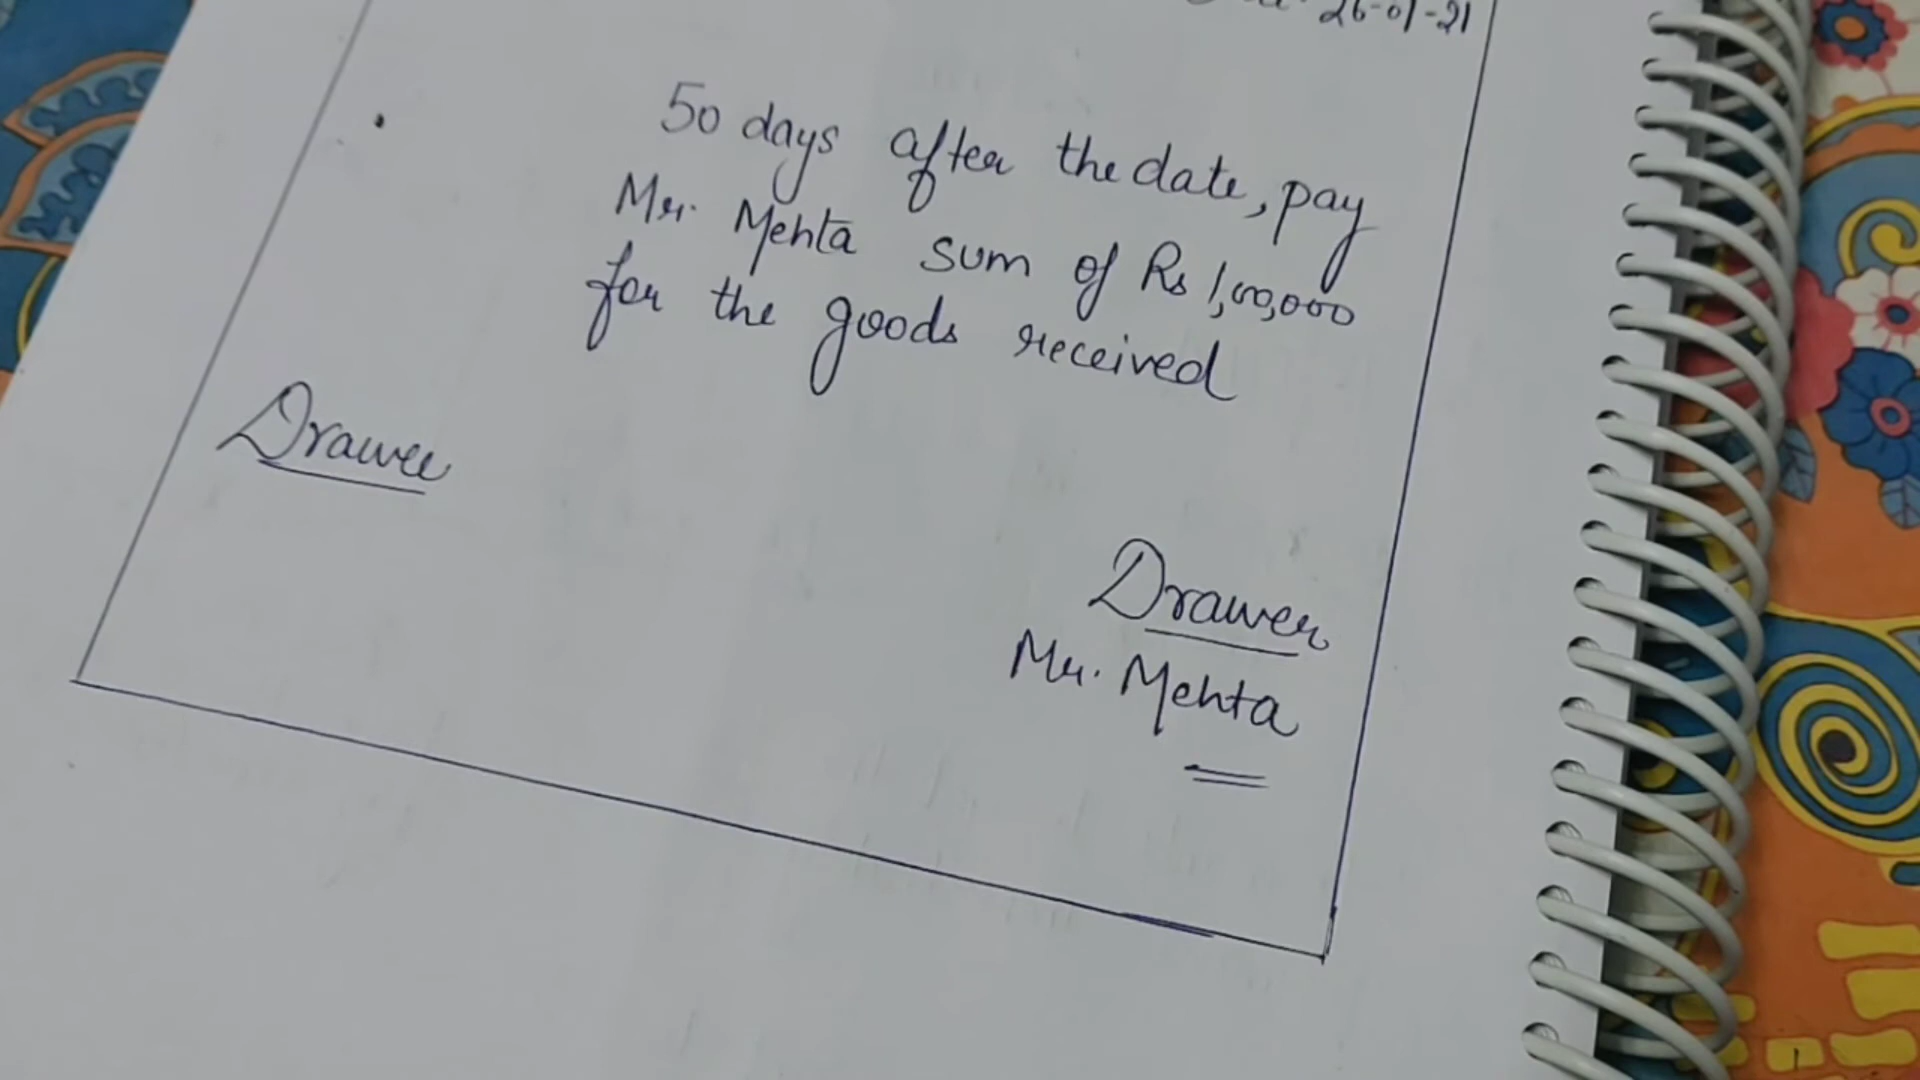 26-01-21
50 days after the date, pay
Mr. Mehta sum of Rs 1,00,000
for the goods received
Drawee
Drawer
Mr. Mehta